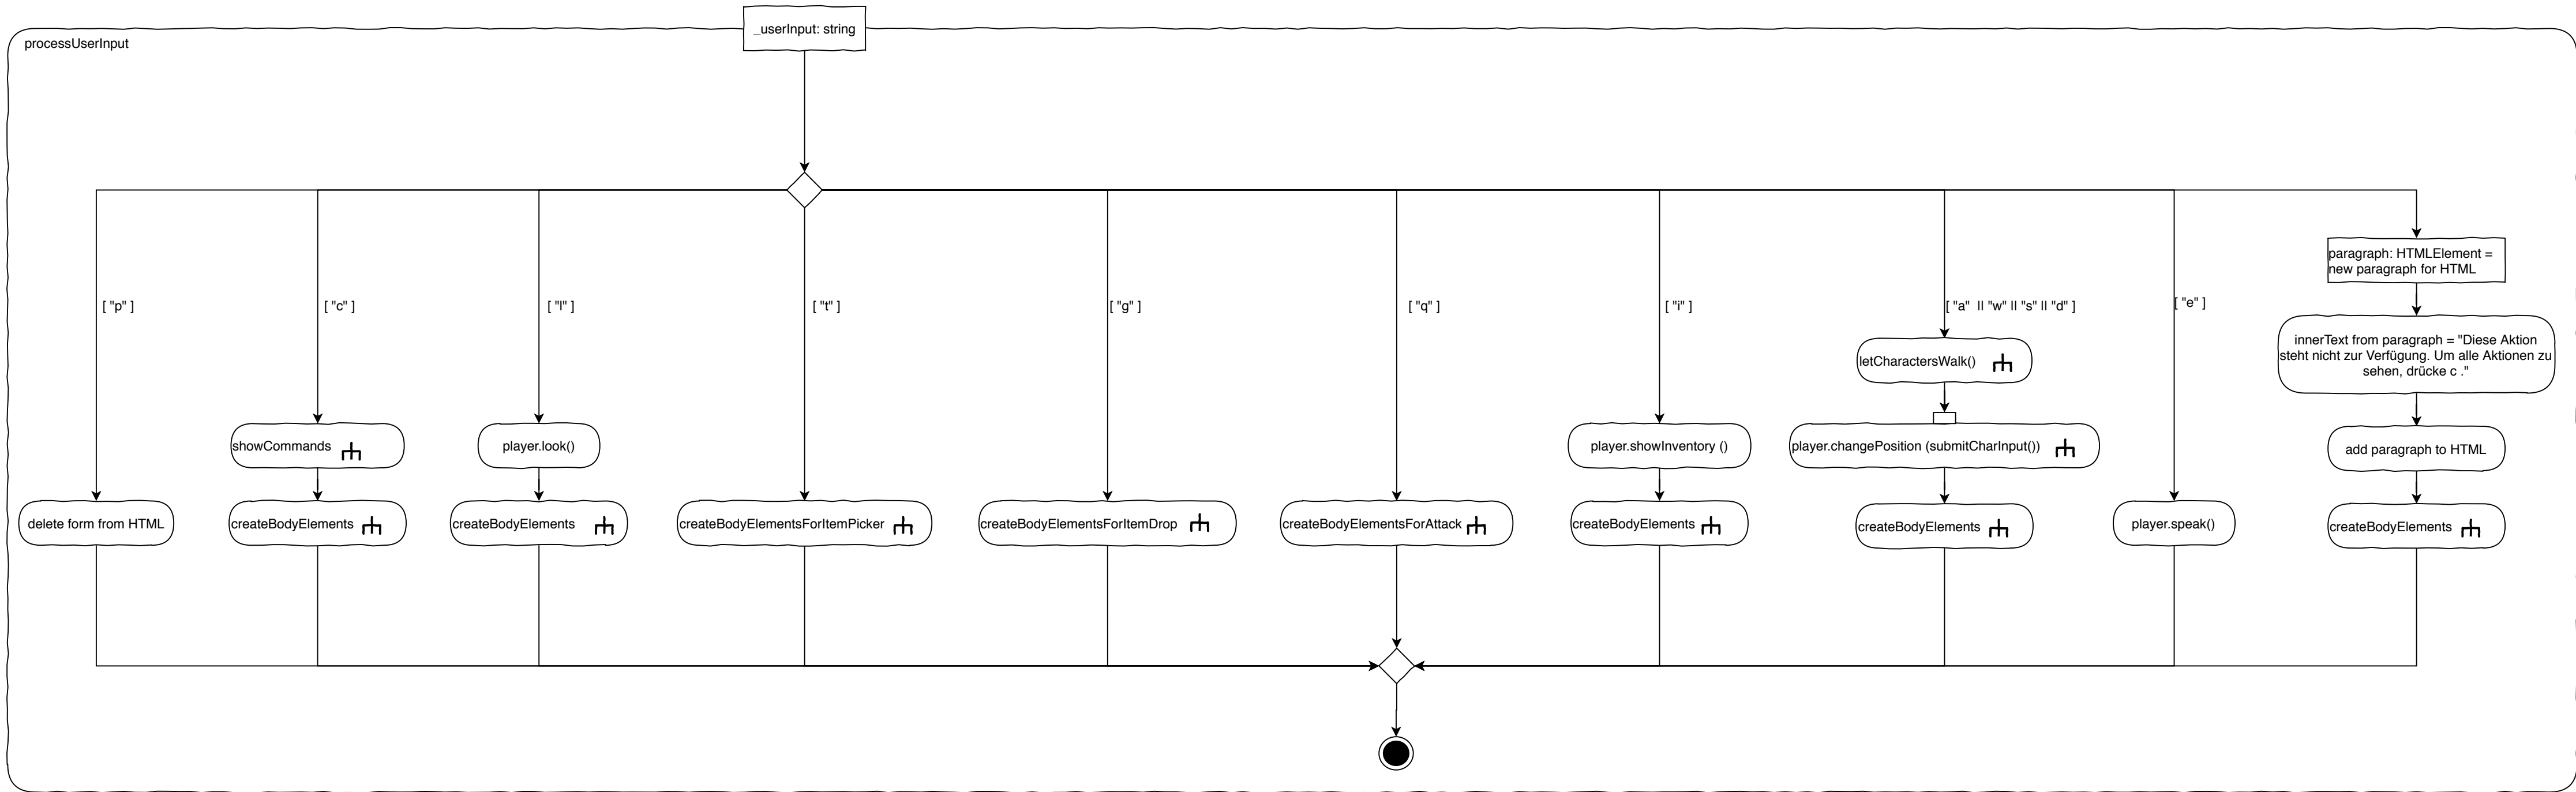 _userInput: string
processUserInput
paragraph: HTMLElement =
new paragraph for HTML
[ "p" ]
[ "c" ]
[ "l" ]
[ "t" ]
[ "g" ]
[ "q" ]
[ "i" ]
[ "a"  || "w" || "s" || "d" ]
[ "e" ]
innerText from paragraph = "Diese Aktion
steht nicht zur Verfügung. Um alle Aktionen zu
sehen, drücke c ."
letCharactersWalk()
showCommands
player.look()
player.showInventory ()
player.changePosition (submitCharInput())
add paragraph to HTML
delete form from HTML
createBodyElements
createBodyElements
createBodyElementsForItemPicker
createBodyElementsForItemDrop
createBodyElementsForAttack
createBodyElements
createBodyElements
player.speak()
createBodyElements